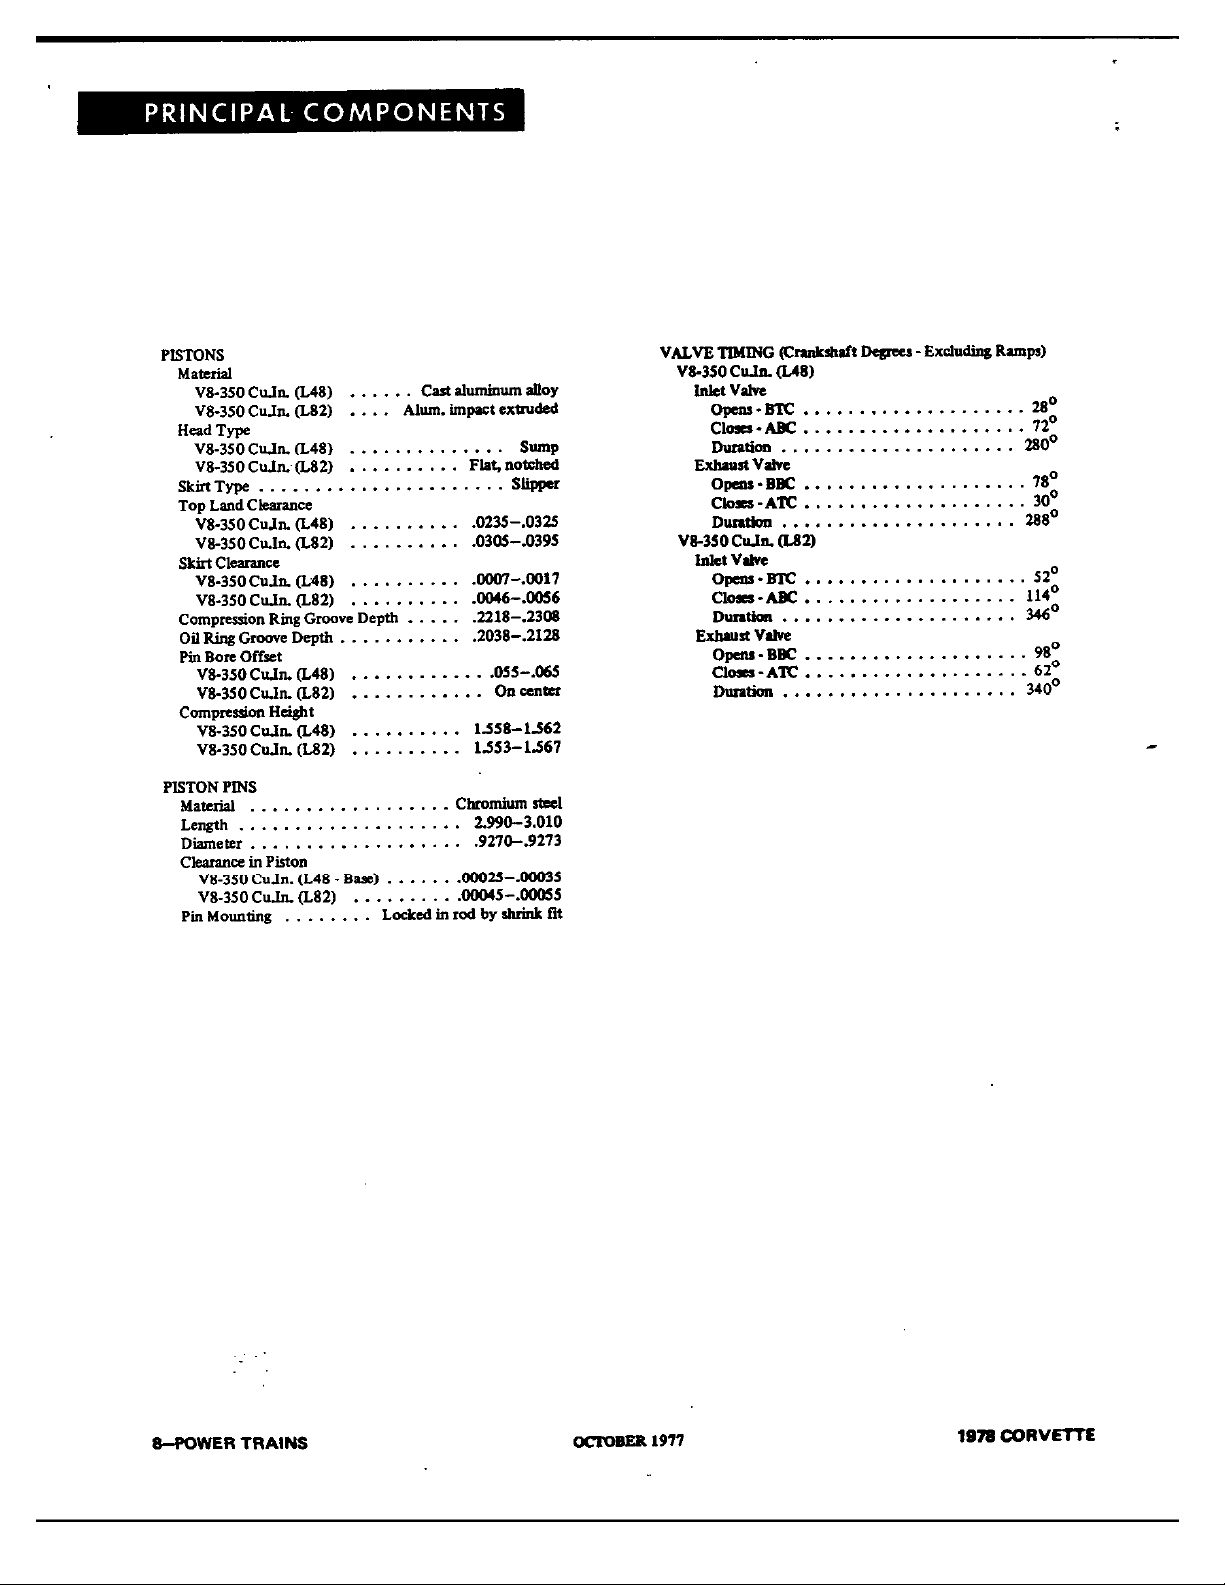 PRINCIPAL COMPONENTS
PISTONS
Material
V8-350 Cu.In. (L48) . . . . . . Cast aluminum alloy
V8-350 Cu.In. (L82) . . . . Alum. impact extruded
Head Type
V8-350 Cu.In. (L48) . . . . . . . . . . . . . . Sump
V8-350 Cu.In. (L82) . . . . . . . . . . Flat, notched
Skirt Type . . . . . . . . . . . . . . . . . . . . . . Slipper
Top Land Clearance
V8-350 Cu.In. (L48) . . . . . . . . . . .0235–.0325
V8-350 Cu.In. (L82) . . . . . . . . . . .0305–.0395
Skirt Clearance
V8-350 Cu.In. (L48) . . . . . . . . . . .0007–.0017
V8-350 Cu.In. (L82) . . . . . . . . . . .0046–.0056
Compression Ring Groove Depth . . . . . .2218–.2308
Oil Ring Groove Depth . . . . . . . . . . . .2038–.2128
Pin Bore Offset
V8-350 Cu.In. (L48) . . . . . . . . . . . . .055–.065
V8-350 Cu.In. (L82) . . . . . . . . . . . . On center
Compression Height
V8-350 Cu.In. (L48) . . . . . . . . . . 1.558–1.562
V8-350 Cu.In. (L82) . . . . . . . . . . 1.553–1.567
PISTON PINS
Material . . . . . . . . . . . . . . . . . . Chromium steel
Length . . . . . . . . . . . . . . . . . . . . 2.990–3.010
Diameter . . . . . . . . . . . . . . . . . . . .9270–.9273
Clearance in Piston
V8-350 Cu.In. (L48 - Base) . . . . . . .00025–.00035
V8-350 Cu.In. (L82) . . . . . . . . . .00045–.00055
Pin Mounting . . . . . . . . Locked in rod by shrink fit
VALVE TIMING (Crankshaft Degrees - Excluding Ramps)
V8-350 Cu.In. (L48)
Inlet Valve
Opens - BTC . . . . . . . . . . . . . . . . . . . . 28°
Closes - ABC . . . . . . . . . . . . . . . . . . . . 72°
Duration . . . . . . . . . . . . . . . . . . . . . 280°
Exhaust Valve
Opens - BBC . . . . . . . . . . . . . . . . . . . . 78°
Closes - ATC . . . . . . . . . . . . . . . . . . . . 30°
Duration . . . . . . . . . . . . . . . . . . . . . 288°
V8-350 Cu.In. (L82)
Inlet Valve
Opens - BTC . . . . . . . . . . . . . . . . . . . . 52°
Closes - ABC . . . . . . . . . . . . . . . . . . . 114°
Duration . . . . . . . . . . . . . . . . . . . . . 346°
Exhaust Valve
Opens - BBC . . . . . . . . . . . . . . . . . . . . 98°
Closes - ATC . . . . . . . . . . . . . . . . . . . . 62°
Duration . . . . . . . . . . . . . . . . . . . . . 340°
8–POWER TRAINS
OCTOBER 1977
1978 CORVETTE